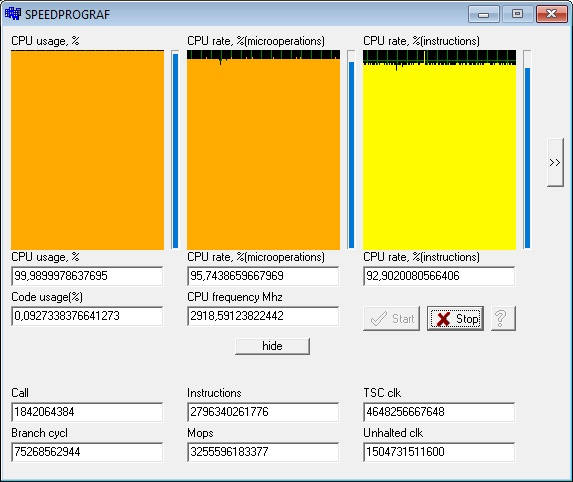 SPEEDPROGRAF
CPU usage, % CPU rate, %(microoperations) CPU rate, %(instructions)
>>
CPU usage, % CPU rate, %(microoperations) CPU rate, %(instructions)
99,9899978637695 95,7438659667969 92,9020080566406
Code usage(%) CPU frequency Mhz
0,0927338376641273 2918,59123822442 Start Stop ?
hide
Call Instructions TSC clk
1842064384 2796340261776 4648256667648
Branch cycl Mops Unhalted clk
75268562944 3255596183377 1504731511600